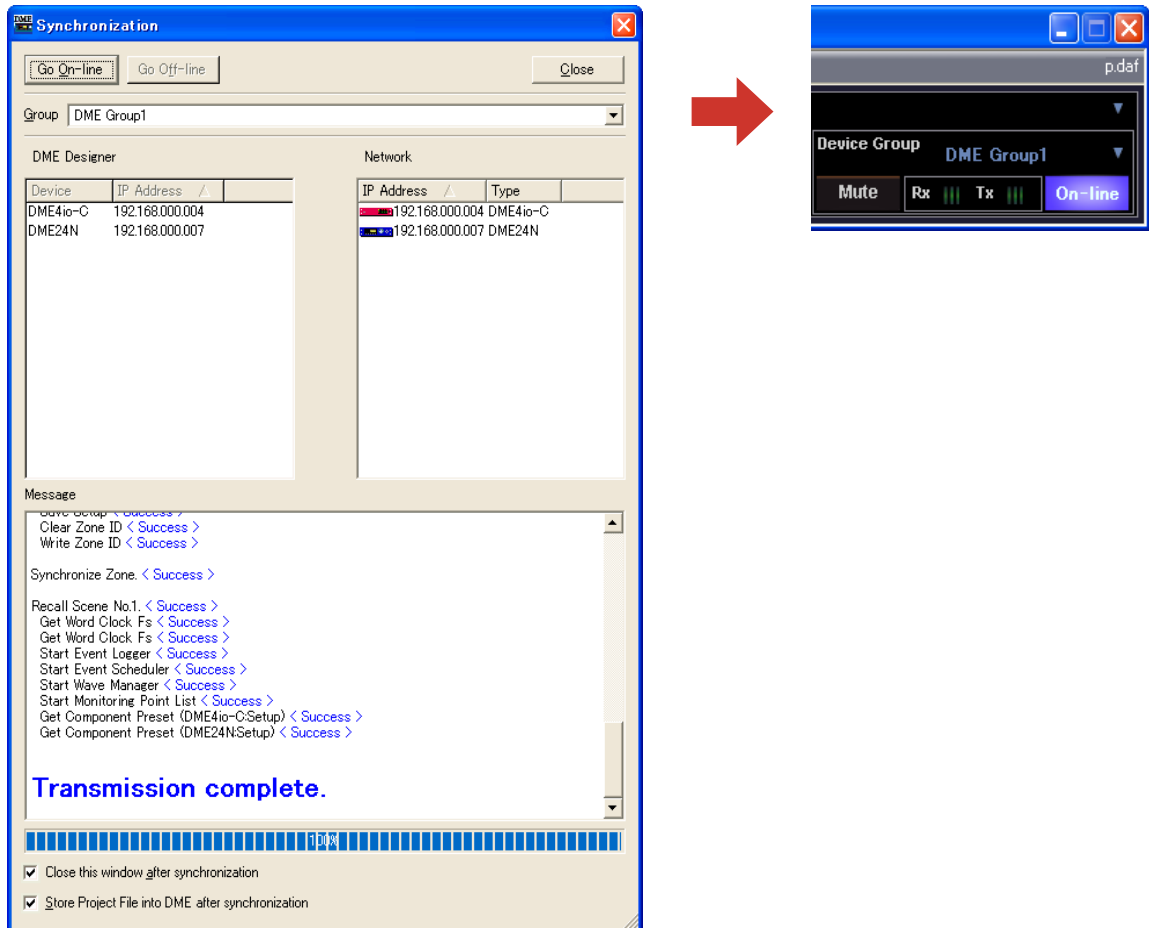 DME Synchronization
Go On-line Go Off-line Close
Group DME Group1
DME Designer
Device IP Address
DME4io-C 192.168.000.004
DME24N 192.168.000.007
Network
IP Address Type
192.168.000.004 DME4io-C
192.168.000.007 DME24N
Message
Save Setup < Success >
Clear Zone ID < Success >
Write Zone ID < Success >
Synchronize Zone. < Success >
Recall Scene No.1. < Success >
Get Word Clock Fs < Success >
Get Word Clock Fs < Success >
Start Event Logger < Success >
Start Event Scheduler < Success >
Start Wave Manager < Success >
Start Monitoring Point List < Success >
Get Component Preset (DME4io-C:Setup) < Success >
Get Component Preset (DME24N:Setup) < Success >
Transmission complete.
100%
Close this window after synchronization
Store Project File into DME after synchronization
p.daf
Device Group DME Group1
Mute Rx Tx On-line